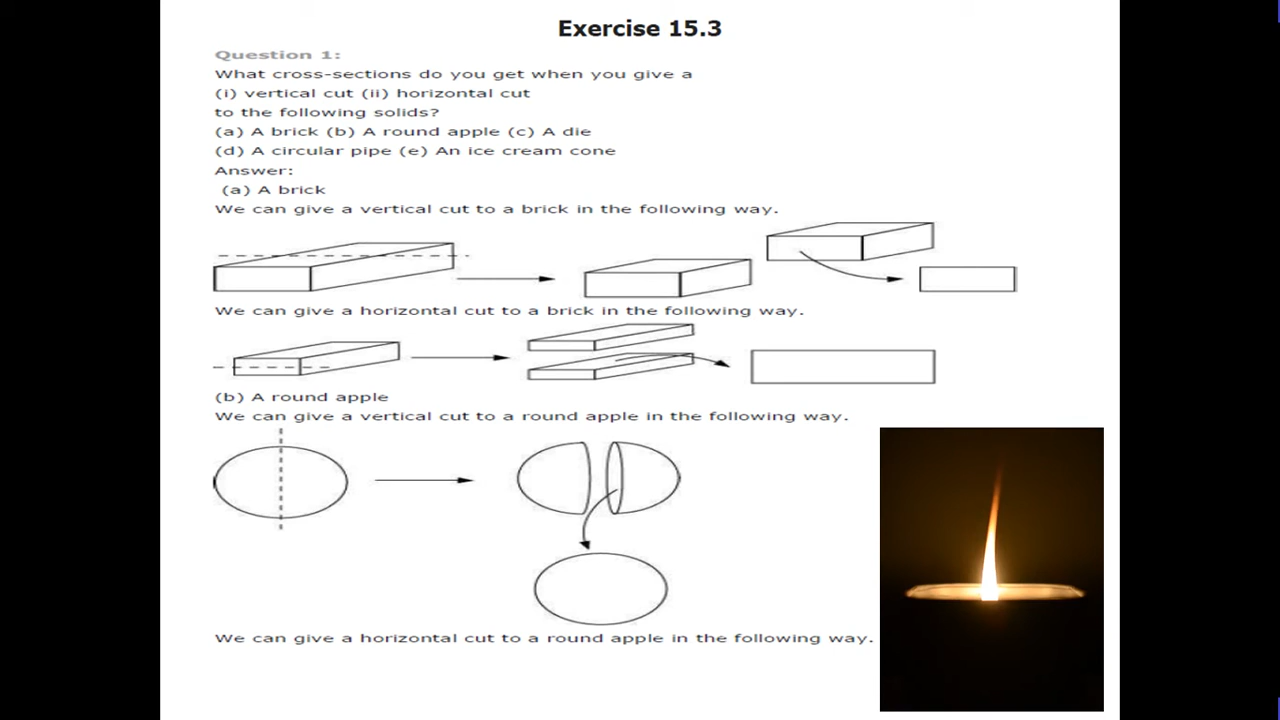 Exercise 15.3
Question 1:
What cross-sections do you get when you give a
(i) vertical cut (ii) horizontal cut
to the following solids?
(a) A brick (b) A round apple (c) A die
(d) A circular pipe (e) An ice cream cone
Answer:
(a) A brick
We can give a vertical cut to a brick in the following way.
We can give a horizontal cut to a brick in the following way.
(b) A round apple
We can give a vertical cut to a round apple in the following way.
We can give a horizontal cut to a round apple in the following way.